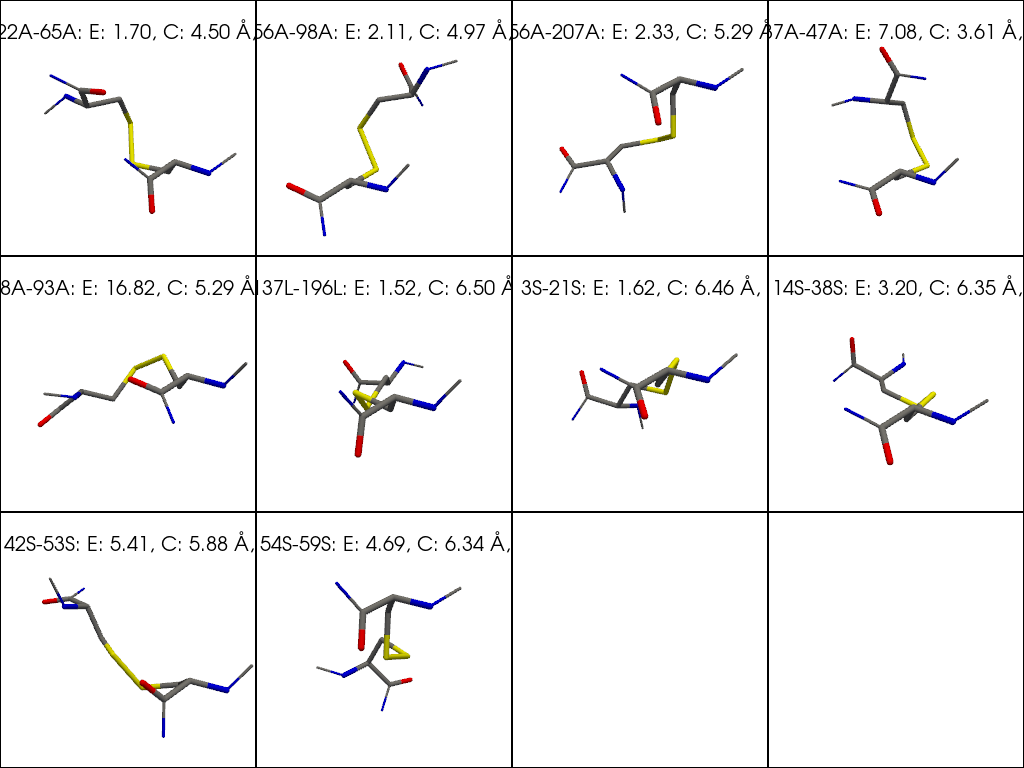 22A-65A: E: 1.70, C: 4.50 Å,
56A-98A: E: 2.11, C: 4.97 Å,
56A-207A: E: 2.33, C: 5.29 Å
37A-47A: E: 7.08, C: 3.61 Å,
8A-93A: E: 16.82, C: 5.29 Å
137L-196L: E: 1.52, C: 6.50 Å
3S-21S: E: 1.62, C: 6.46 Å,
14S-38S: E: 3.20, C: 6.35 Å,
42S-53S: E: 5.41, C: 5.88 Å,
54S-59S: E: 4.69, C: 6.34 Å,